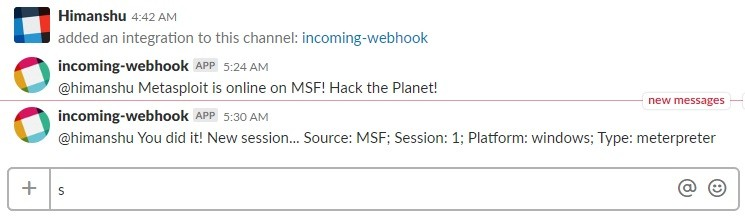 Himanshu 4:42 AM
added an integration to this channel: incoming-webhook
incoming-webhook APP 5:24 AM
@himanshu Metasploit is online on MSF! Hack the Planet!
new messages
incoming-webhook APP 5:30 AM
@himanshu You did it! New session... Source: MSF; Session: 1; Platform: windows; Type: meterpreter
s